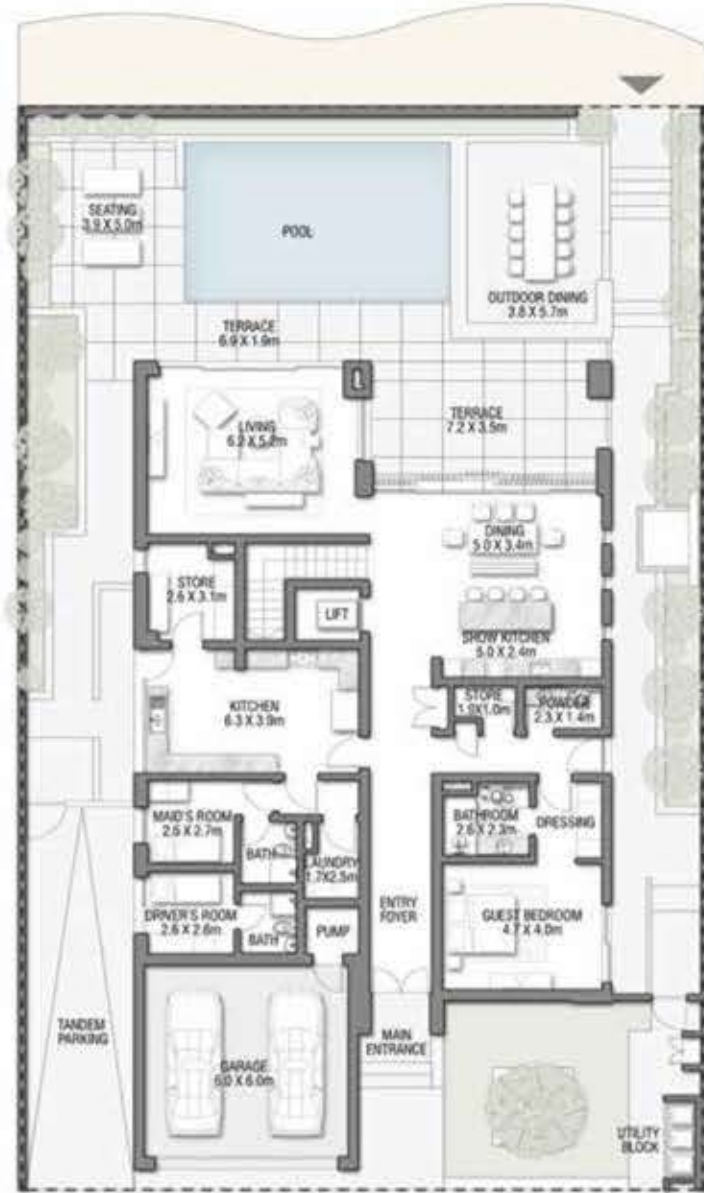 SEATING
3.9 X 5.0m
POOL
OUTDOOR DINING
3.8 X 5.7m
TERRACE
6.9 X 1.9m
TERRACE
7.2 X 3.5m
LIVING
6.2 X 5.2m
DINING
5.0 X 3.4m
STORE
2.6 X 3.1m
LIFT
SHOW KITCHEN
5.0 X 2.4m
KITCHEN
6.3 X 3.9m
STORE
1.9X1.0m
POWDER
2.3 X 1.4m
MAID'S ROOM
2.6 X 2.7m
BATH
LAUNDRY
1.7X2.5m
BATHROOM
2.6 X 2.3m
DRESSING
DRIVER'S ROOM
2.6 X 2.6m
BATH
PUMP
ENTRY
FOYER
GUEST BEDROOM
4.7 X 4.0m
TANDEM
PARKING
GARAGE
6.0 X 6.0m
MAIN
ENTRANCE
UTILITY
BLOCK